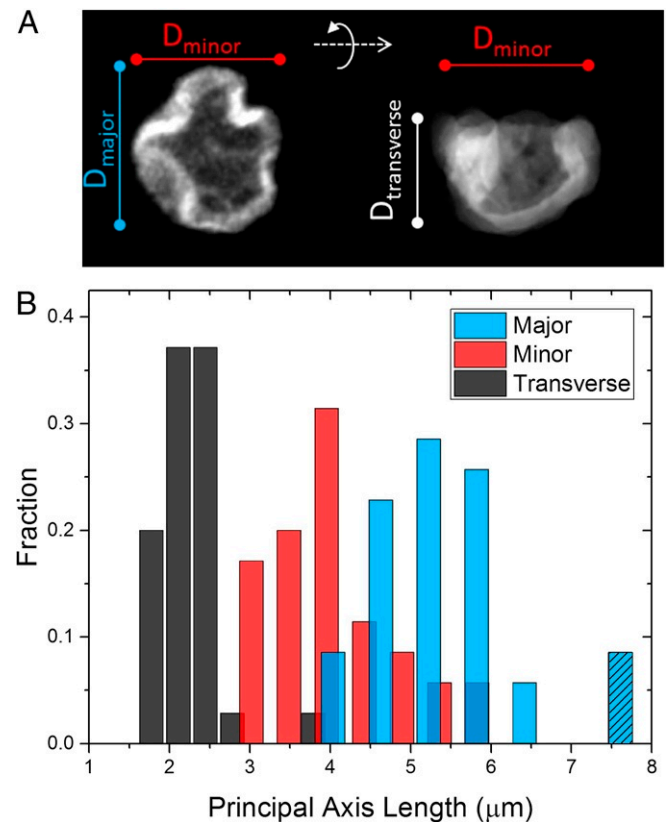 A
D_minor
D_minor
D_major
D_transverse
B
0.4
0.3
0.2
0.1
0.0
Fraction
Major
Minor
Transverse
1 2 3 4 5 6 7 8
Principal Axis Length (μm)